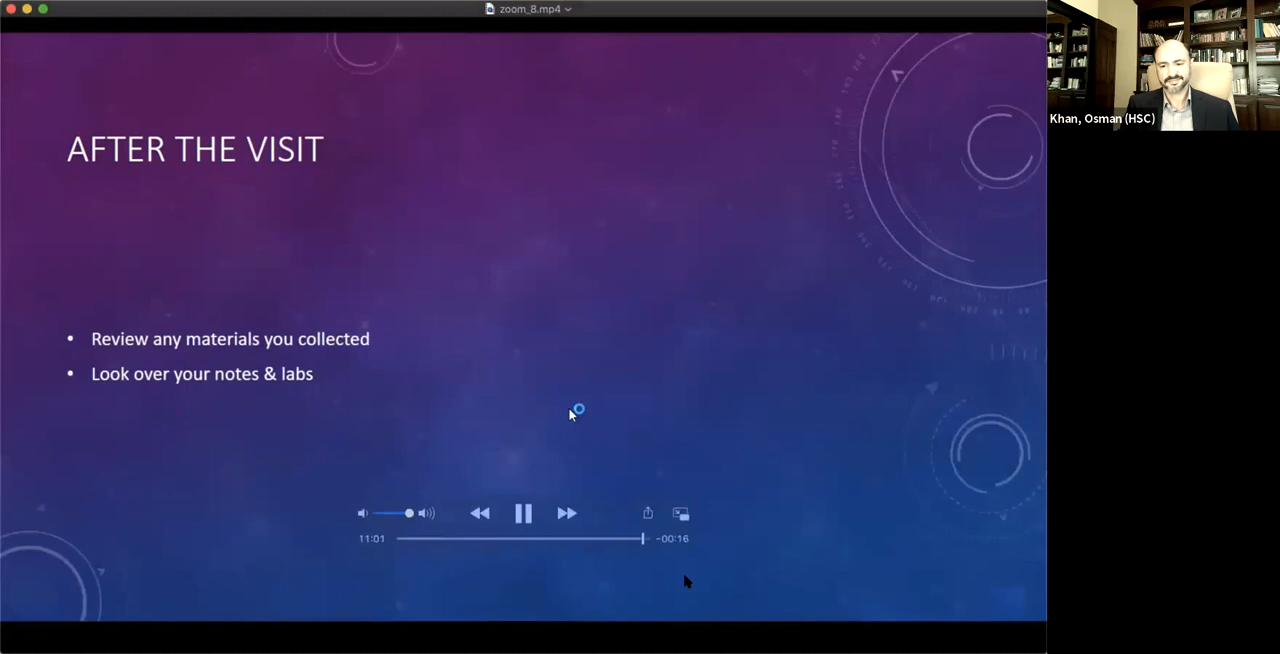 zoom_8.mp4
Khan, Osman (HSC)
AFTER THE VISIT
• Review any materials you collected
• Look over your notes & labs
11:01
-00:16